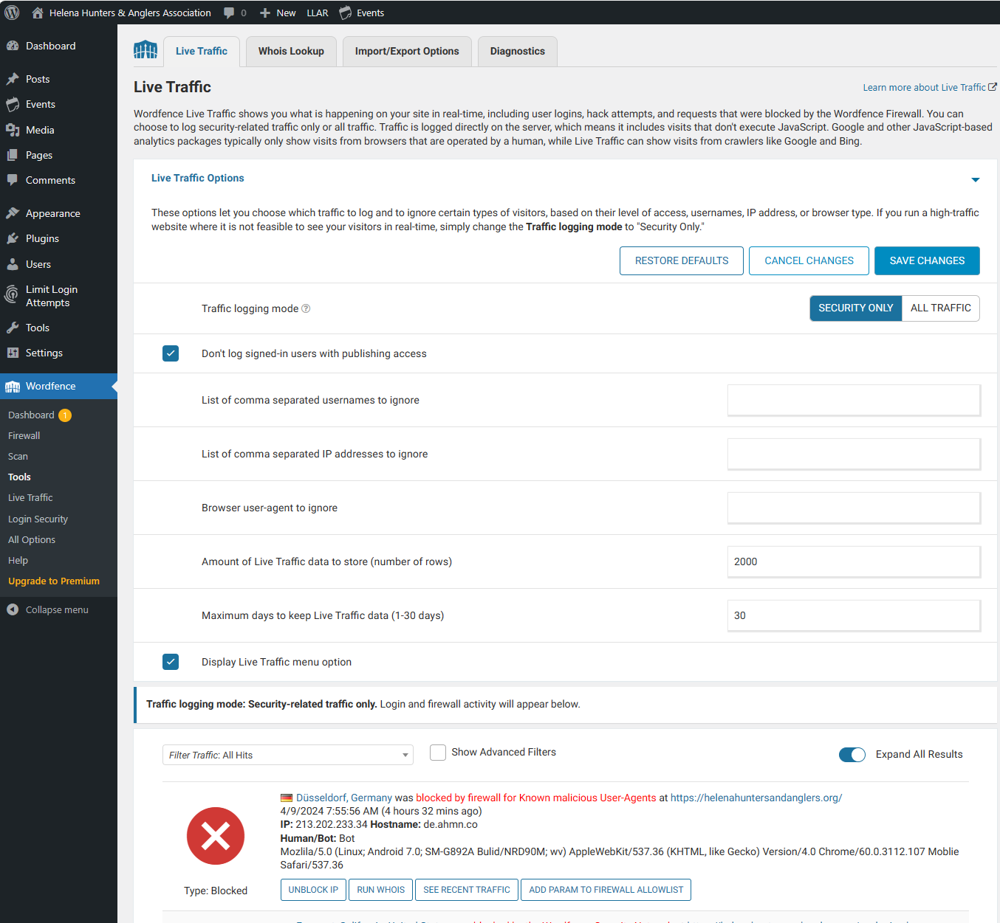 Helena Hunters & Anglers Association 0 New LLAR Events
Dashboard
Posts
Events
Media
Pages
Comments
Appearance
Plugins
Users
Limit Login
Attempts
Tools
Settings
Wordfence
Dashboard 1
Firewall
Scan
Tools
Live Traffic
Login Security
All Options
Help
Upgrade to Premium
Collapse menu
Live Traffic Whois Lookup Import/Export Options Diagnostics
Live Traffic
Learn more about Live Traffic
Wordfence Live Traffic shows you what is happening on your site in real-time, including user logins, hack attempts, and requests that were blocked by the Wordfence Firewall. You can
choose to log security-related traffic only or all traffic. Traffic is logged directly on the server, which means it includes visits that don't execute JavaScript. Google and other JavaScript-based
analytics packages typically only show visits from browsers that are operated by a human, while Live Traffic can show visits from crawlers like Google and Bing.
Live Traffic Options
These options let you choose which traffic to log and to ignore certain types of visitors, based on their level of access, usernames, IP address, or browser type. If you run a high-traffic
website where it is not feasible to see your visitors in real-time, simply change the Traffic logging mode to "Security Only."
RESTORE DEFAULTS CANCEL CHANGES SAVE CHANGES
Traffic logging mode ? SECURITY ONLY ALL TRAFFIC
Don't log signed-in users with publishing access
List of comma separated usernames to ignore
List of comma separated IP addresses to ignore
Browser user-agent to ignore
Amount of Live Traffic data to store (number of rows) 2000
Maximum days to keep Live Traffic data (1-30 days) 30
Display Live Traffic menu option
Traffic logging mode: Security-related traffic only. Login and firewall activity will appear below.
Filter Traffic: All Hits Show Advanced Filters Expand All Results
Düsseldorf, Germany was blocked by firewall for Known malicious User-Agents at https://helenahuntersandanglers.org/
4/9/2024 7:55:56 AM (4 hours 32 mins ago)
IP: 213.202.233.34 Hostname: de.ahmn.co
Human/Bot: Bot
Mozlila/5.0 (Linux; Android 7.0; SM-G892A Bulid/NRD90M; wv) AppleWebKit/537.36 (KHTML, like Gecko) Version/4.0 Chrome/60.0.3112.107 Moblie
Safari/537.36
Type: Blocked
UNBLOCK IP RUN WHOIS SEE RECENT TRAFFIC ADD PARAM TO FIREWALL ALLOWLIST